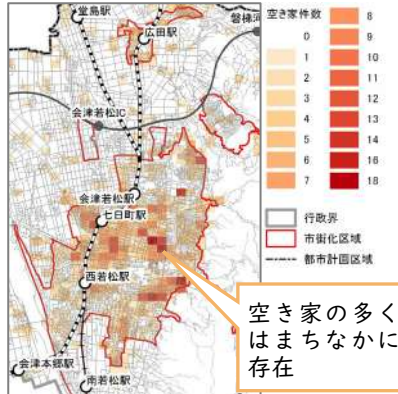 堂島駅
広田駅
磐梯河
会津若松IC
会津若松駅
七日町駅
西若松駅
会津本郷駅
南若松駅
空き家件数
0
1
2
3
4
5
6
7
8
9
10
11
12
13
14
16
18
行政界
市街化区域
都市計画区域
空き家の多く
はまちなかに
存在